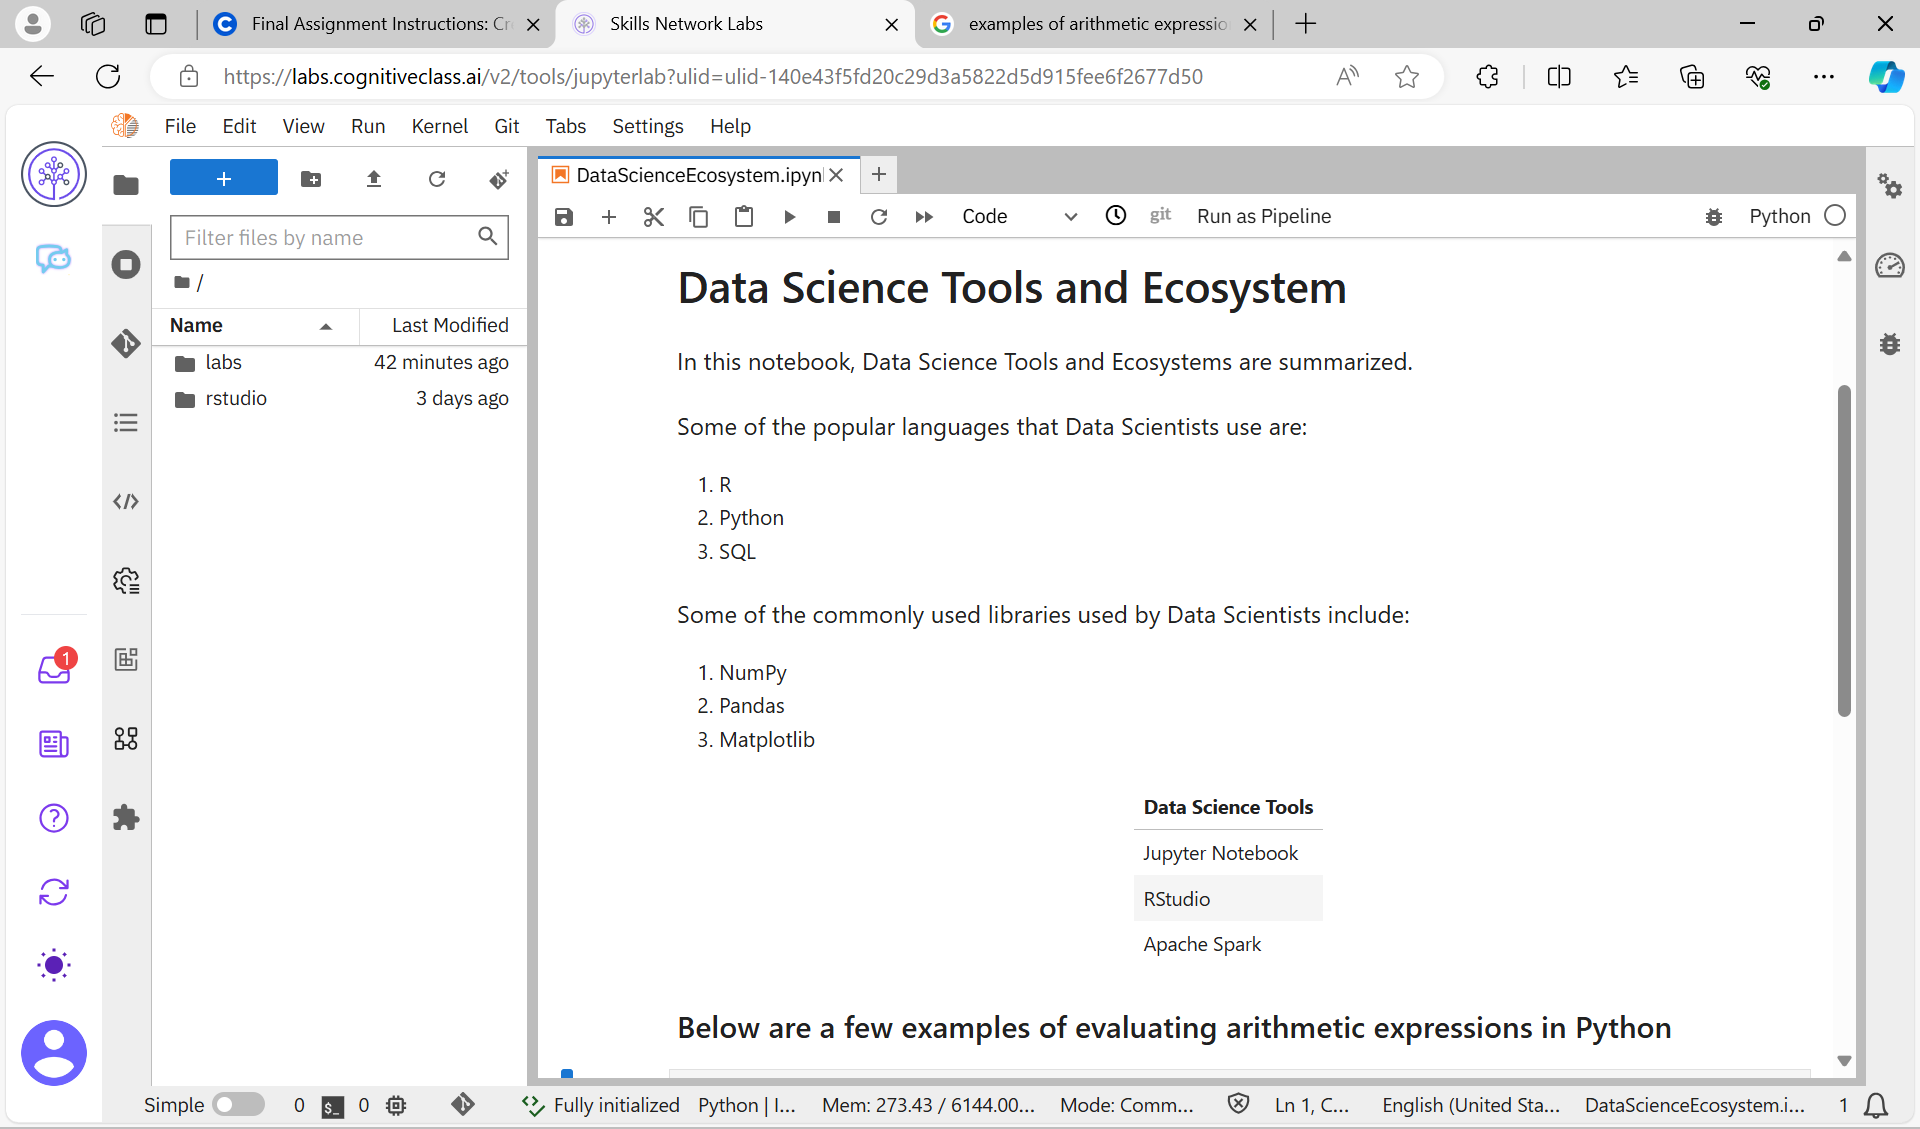 Final Assignment Instructions: Cr
Skills Network Labs
examples of arithmetic expressio
https://labs.cognitiveclass.ai/v2/tools/jupyterlab?ulid=ulid-140e43f5fd20c29d3a5822d5d915fee6f2677d50
File Edit View Run Kernel Git Tabs Settings Help
DataScienceEcosystem.ipyn
Code
git
Run as Pipeline
Python
Filter files by name
/
Name Last Modified
labs 42 minutes ago
rstudio 3 days ago
1
Data Science Tools and Ecosystem
In this notebook, Data Science Tools and Ecosystems are summarized.
Some of the popular languages that Data Scientists use are:
1. R
2. Python
3. SQL
Some of the commonly used libraries used by Data Scientists include:
1. NumPy
2. Pandas
3. Matplotlib
Data Science Tools
Jupyter Notebook
RStudio
Apache Spark
Below are a few examples of evaluating arithmetic expressions in Python
Simple 0 $_ 0 Fully initialized Python | I... Mem: 273.43 / 6144.00... Mode: Comm... Ln 1, C... English (United Sta... DataScienceEcosystem.i... 1